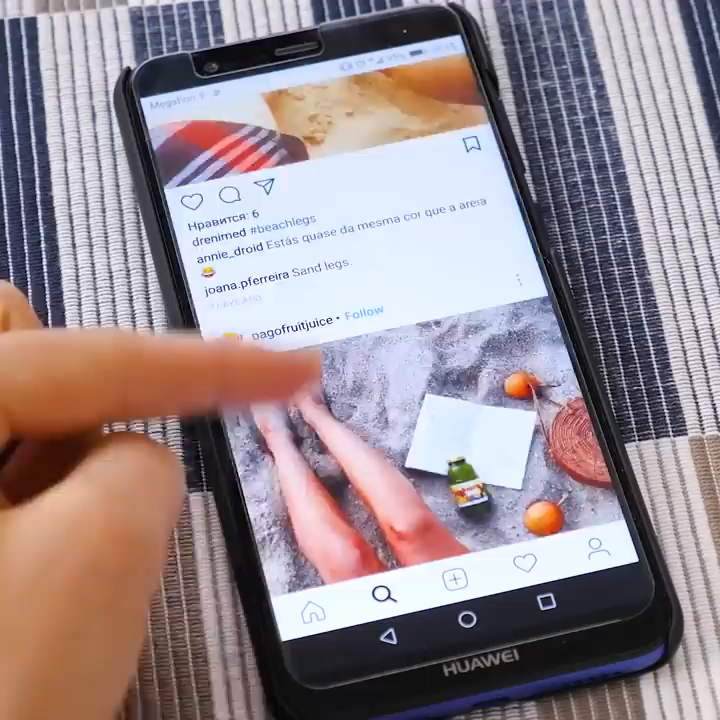 MegaFon
Нравится: 6
drenimed #beachlegs
annie_droid Estás quase da mesma cor que a areia
😂
joana.pferreira Sand legs.
pagofruitjuice • Follow
HUAWEI